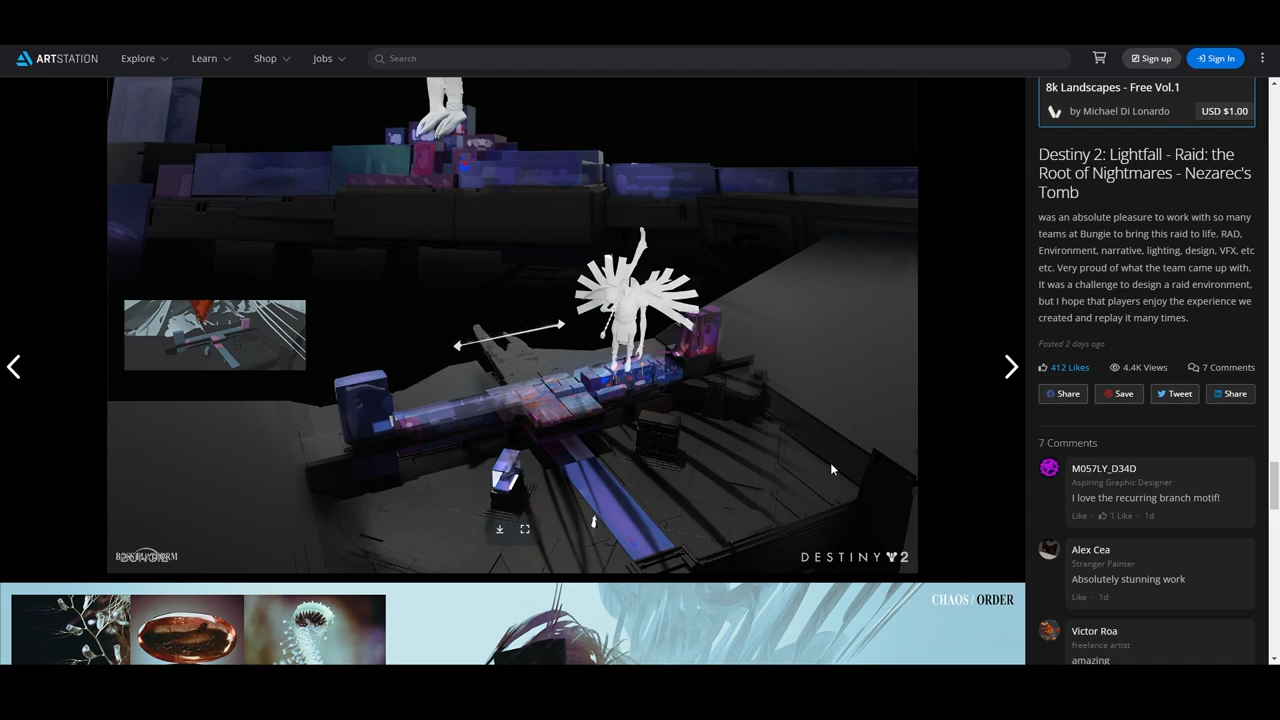 ARTSTATION
Explore
Learn
Shop
Jobs
Search
Sign up
Sign In
8k Landscapes - Free Vol.1
by Michael Di Lonardo
USD $1.00
Destiny 2: Lightfall - Raid: the
Root of Nightmares - Nezarec's
Tomb
was an absolute pleasure to work with so many
teams at Bungie to bring this raid to life. RAD,
Environment, narrative, lighting, design, VFX, etc
etc. Very proud of what the team came up with.
It was a challenge to design a raid environment,
but I hope that players enjoy the experience we
created and replay it many times.
Posted 2 days ago
412 Likes
4.4K Views
7 Comments
Share
Save
Tweet
Share
7 Comments
M057LY_D34D
Aspiring Graphic Designer
I love the recurring branch motif!
Like · 1 Like · 1d
Alex Cea
Stranger Painter
Absolutely stunning work
Like · 1d
Victor Roa
freelance artist
amazing
DESTINY 2
CHAOS / ORDER